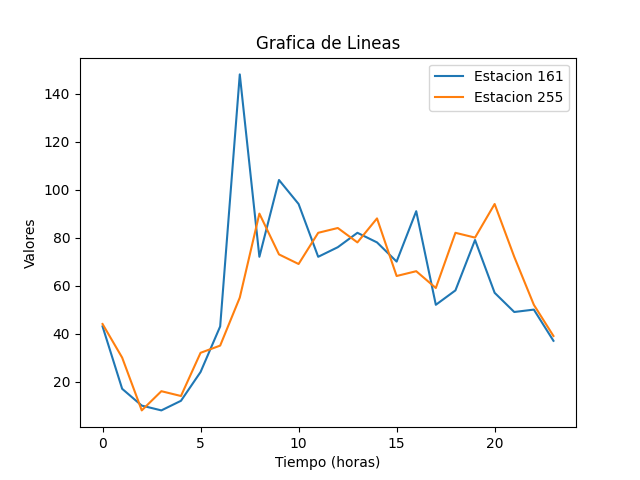 Grafica de Lineas
Estacion 161
Estacion 255
Valores
140
120
100
80
60
40
20
0 5 10 15 20
Tiempo (horas)